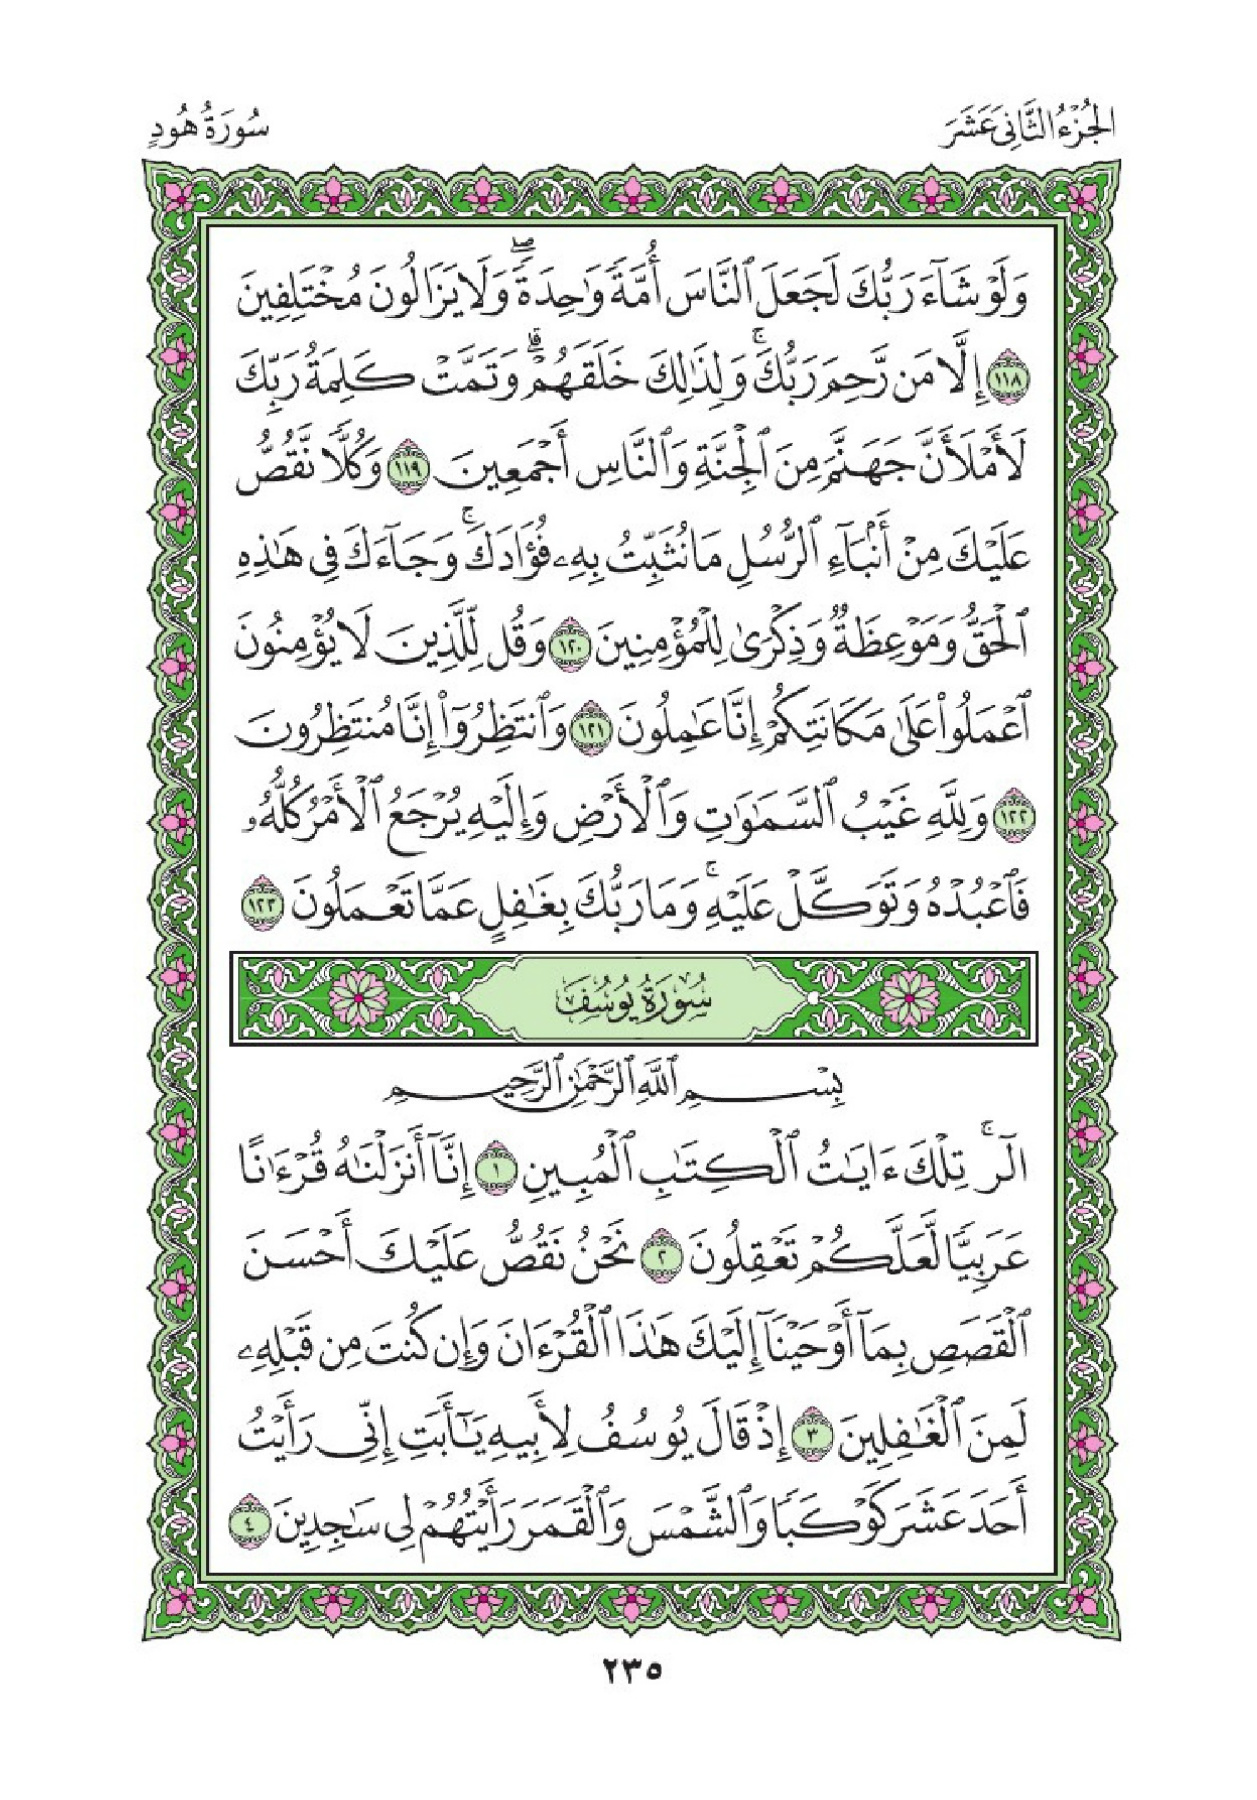 الجُزْءُ الثَّانِي عَشَرَ
سُورَةُ هُودٍ
وَلَوْ شَآءَ رَبُّكَ لَجَعَلَ ٱلنَّاسَ أُمَّةً وَٰحِدَةً ۖ وَلَا يَزَالُونَ مُخْتَلِفِينَ
١١٨ إِلَّا مَن رَّحِمَ رَبُّكَ ۚ وَلِذَٰلِكَ خَلَقَهُمْ ۗ وَتَمَّتْ كَلِمَةُ رَبِّكَ
لَأَمْلَأَنَّ جَهَنَّمَ مِنَ ٱلْجِنَّةِ وَٱلنَّاسِ أَجْمَعِينَ ١١٩ وَكُلًّا نَّقُصُّ
عَلَيْكَ مِنْ أَنۢبَآءِ ٱلرُّسُلِ مَا نُثَبِّتُ بِهِۦ فُؤَادَكَ ۚ وَجَآءَكَ فِى هَٰذِهِ
ٱلْحَقُّ وَمَوْعِظَةٌ وَذِكْرَىٰ لِلْمُؤْمِنِينَ ١٢٠ وَقُل لِّلَّذِينَ لَا يُؤْمِنُونَ
ٱعْمَلُوا۟ عَلَىٰ مَكَانَتِكُمْ إِنَّا عَٰمِلُونَ ١٢١ وَٱنتَظِرُوٓا۟ إِنَّا مُنتَظِرُونَ
١٢٢ وَلِلَّهِ غَيْبُ ٱلسَّمَٰوَٰتِ وَٱلْأَرْضِ وَإِلَيْهِ يُرْجَعُ ٱلْأَمْرُ كُلُّهُۥ
فَٱعْبُدْهُ وَتَوَكَّلْ عَلَيْهِ ۚ وَمَا رَبُّكَ بِغَٰفِلٍ عَمَّا تَعْمَلُونَ ١٢٣
سُورَةُ يُوسُفَ
بِسْمِ ٱللَّهِ ٱلرَّحْمَٰنِ ٱلرَّحِيمِ
الٓر ۚ تِلْكَ ءَايَٰتُ ٱلْكِتَٰبِ ٱلْمُبِينِ ١ إِنَّآ أَنزَلْنَٰهُ قُرْءَٰنًا
عَرَبِيًّا لَّعَلَّكُمْ تَعْقِلُونَ ٢ نَحْنُ نَقُصُّ عَلَيْكَ أَحْسَنَ
ٱلْقَصَصِ بِمَآ أَوْحَيْنَآ إِلَيْكَ هَٰذَا ٱلْقُرْءَانَ وَإِن كُنتَ مِن قَبْلِهِۦ
لَمِنَ ٱلْغَٰفِلِينَ ٣ إِذْ قَالَ يُوسُفُ لِأَبِيهِ يَٰٓأَبَتِ إِنِّى رَأَيْتُ
أَحَدَ عَشَرَ كَوْكَبًا وَٱلشَّمْسَ وَٱلْقَمَرَ رَأَيْتُهُمْ لِى سَٰجِدِينَ ٤
٢٣٥